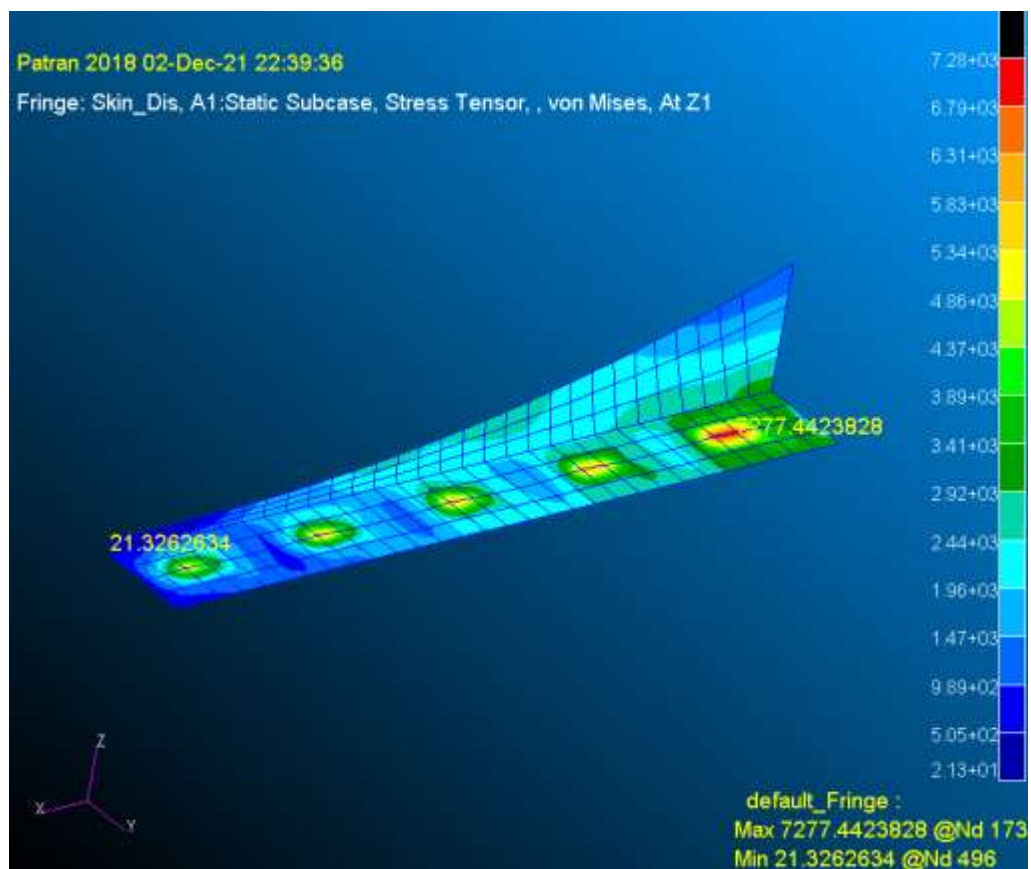 Patran 2018 02-Dec-21 22:39:36
Fringe: Skin_Dis, A1:Static Subcase, Stress Tensor, , von Mises, At Z1
7.28+03
6.79+03
6.31+03
5.83+03
5.34+03
4.86+03
4.37+03
3.89+03
3.41+03
2.92+03
2.44+03
1.96+03
1.47+03
9.89+02
5.05+02
2.13+01
7277.4423828
21.3262634
Z
X
Y
default_Fringe :
Max 7277.4423828 @Nd 173
Min 21.3262634 @Nd 496